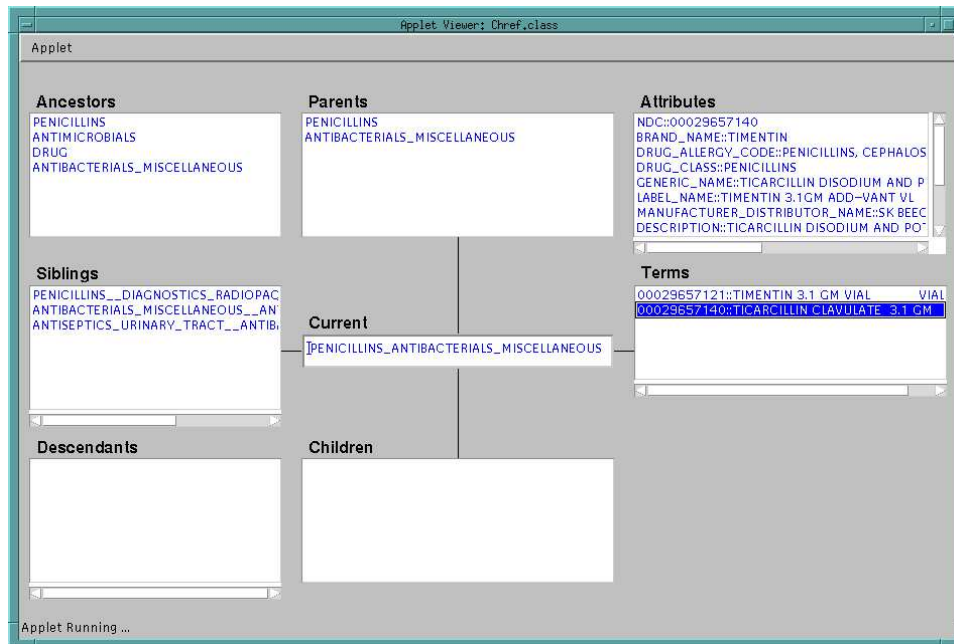 Applet Viewer: Chref.class
Applet
Ancestors
PENICILLINS
ANTIMICROBIALS
DRUG
ANTIBACTERIALS_MISCELLANEOUS
Parents
PENICILLINS
ANTIBACTERIALS_MISCELLANEOUS
Attributes
NDC::00029657140
BRAND_NAME::TIMENTIN
DRUG_ALLERGY_CODE::PENICILLINS, CEPHALOS
DRUG_CLASS::PENICILLINS
GENERIC_NAME::TICARCILLIN DISODIUM AND P
LABEL_NAME::TIMENTIN 3.1GM ADD-VANT VL
MANUFACTURER_DISTRIBUTOR_NAME::SK BEEC
DESCRIPTION::TICARCILLIN DISODIUM AND POT
Siblings
PENICILLINS__DIAGNOSTICS_RADIOPAC
ANTIBACTERIALS_MISCELLANEOUS__AN
ANTISEPTICS_URINARY_TRACT__ANTIB
Current
PENICILLINS_ANTIBACTERIALS_MISCELLANEOUS
Terms
00029657121::TIMENTIN 3.1 GM VIAL VIAL
00029657140::TICARCILLIN CLAVULATE 3.1 GM
Descendants
Children
Applet Running ...